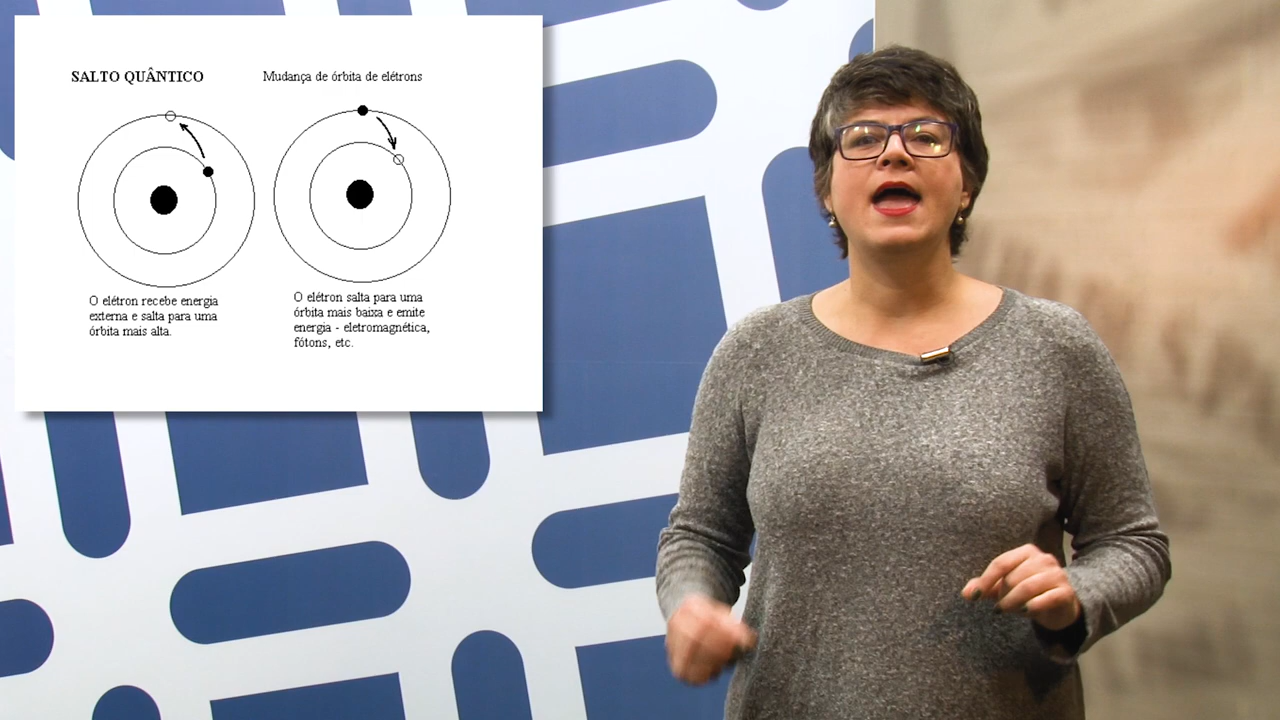 SALTO QUÂNTICO
Mudança de órbita de elétrons
O elétron recebe energia
externa e salta para uma
órbita mais alta.
O elétron salta para uma
órbita mais baixa e emite
energia - eletromagnética,
fótons, etc.